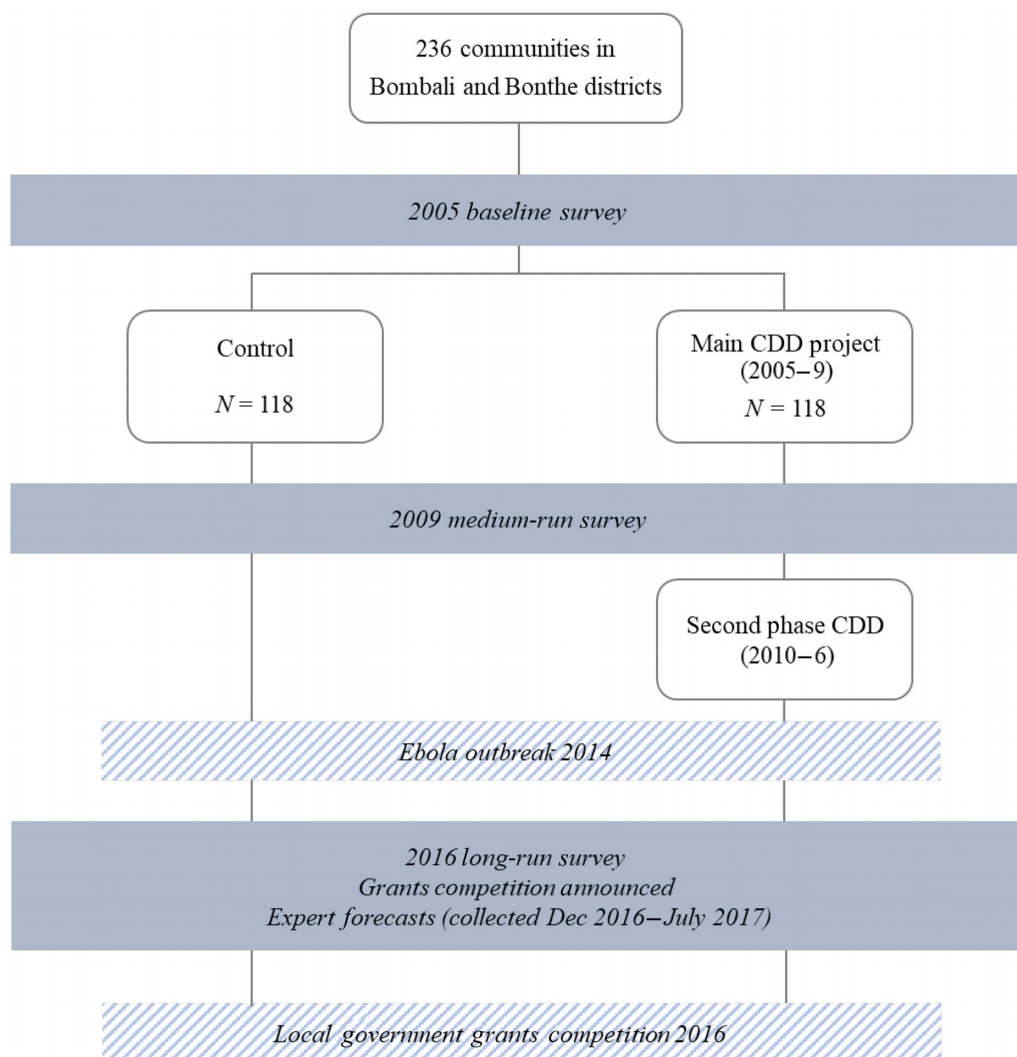 236 communities in
Bombali and Bonthe districts
2005 baseline survey
Control
N = 118
Main CDD project
(2005–9)
N = 118
2009 medium-run survey
Second phase CDD
(2010–6)
Ebola outbreak 2014
2016 long-run survey
Grants competition announced
Expert forecasts (collected Dec 2016–July 2017)
Local government grants competition 2016